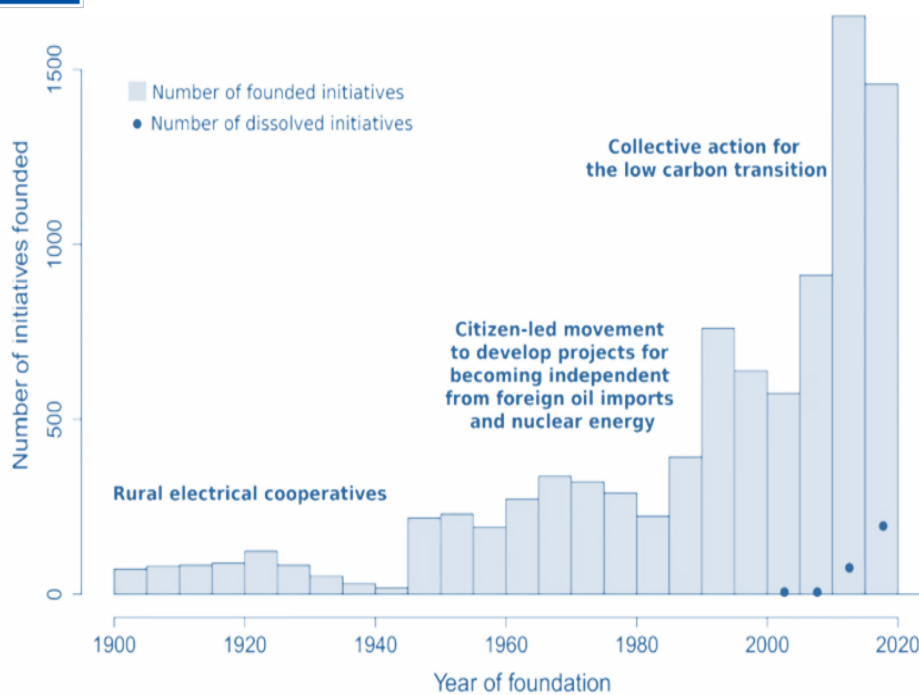 1500
1000
500
0
Number of initiatives founded
Number of founded initiatives
Number of dissolved initiatives
Collective action for
the low carbon transition
Citizen-led movement
to develop projects for
becoming independent
from foreign oil imports
and nuclear energy
Rural electrical cooperatives
1900 1920 1940 1960 1980 2000 2020
Year of foundation